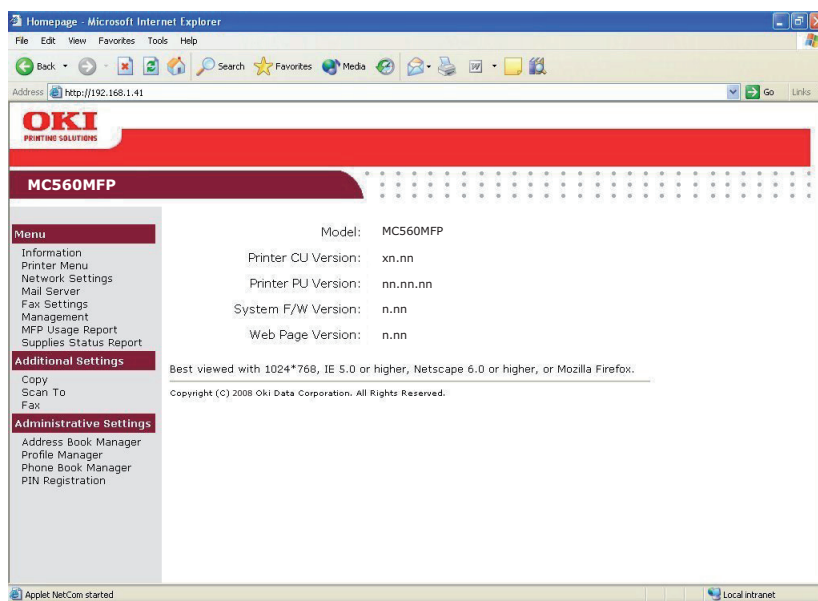 Homepage - Microsoft Internet Explorer
File Edit View Favorites Tools Help
Back Search Favorites Media
Address http://192.168.1.41 Go Links
OKI
PRINTING SOLUTIONS
MC560MFP
Menu
Information
Printer Menu
Network Settings
Mail Server
Fax Settings
Management
MFP Usage Report
Supplies Status Report
Additional Settings
Copy
Scan To
Fax
Administrative Settings
Address Book Manager
Profile Manager
Phone Book Manager
PIN Registration
Model: MC560MFP
Printer CU Version: xn.nn
Printer PU Version: nn.nn.nn
System F/W Version: n.nn
Web Page Version: n.nn
Best viewed with 1024*768, IE 5.0 or higher, Netscape 6.0 or higher, or Mozilla Firefox.
Copyright (C) 2008 Oki Data Corporation. All Rights Reserved.
Applet NetCom started Local intranet